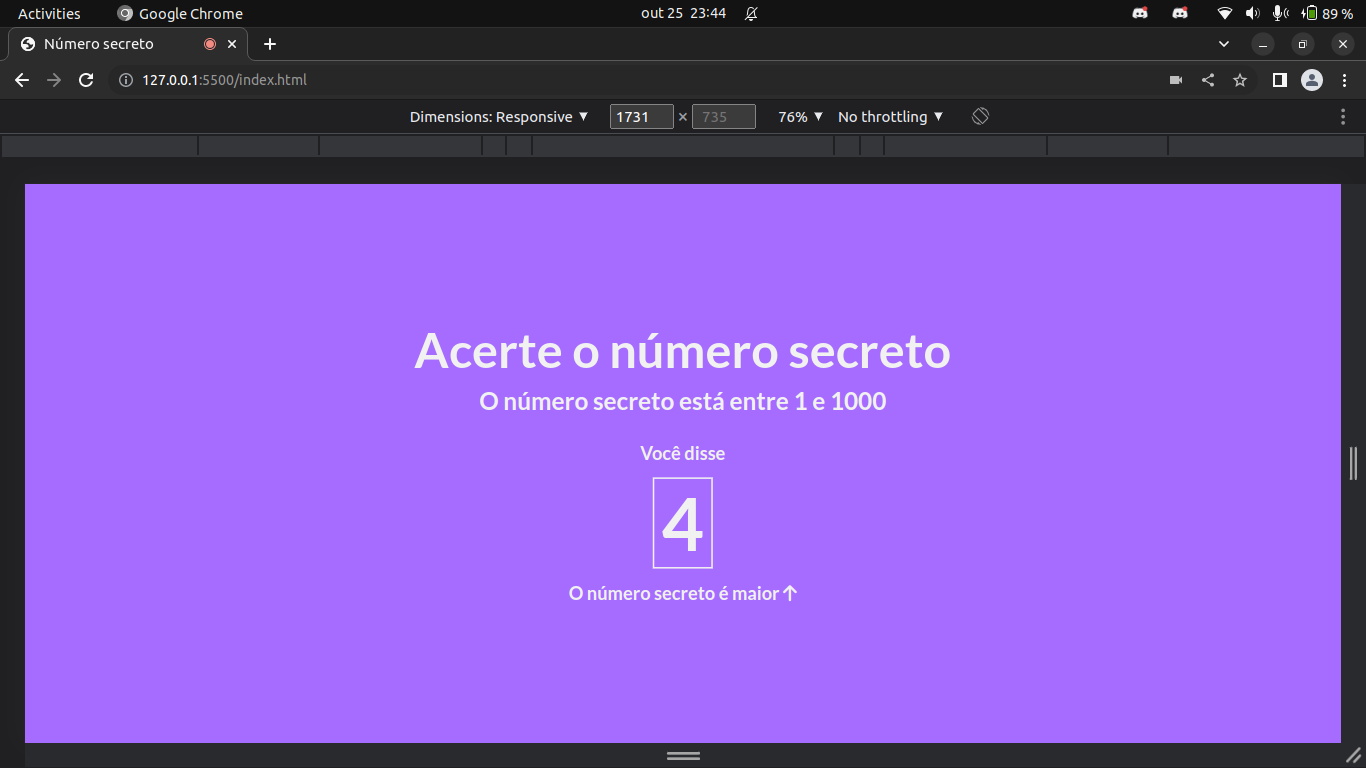 Activities Google Chrome out 25 23:44 89 %
Número secreto
127.0.0.1:5500/index.html
Dimensions: Responsive ▼ 1731 × 735 76% ▼ No throttling ▼
Acerte o número secreto
O número secreto está entre 1 e 1000
Você disse
4
O número secreto é maior ↑